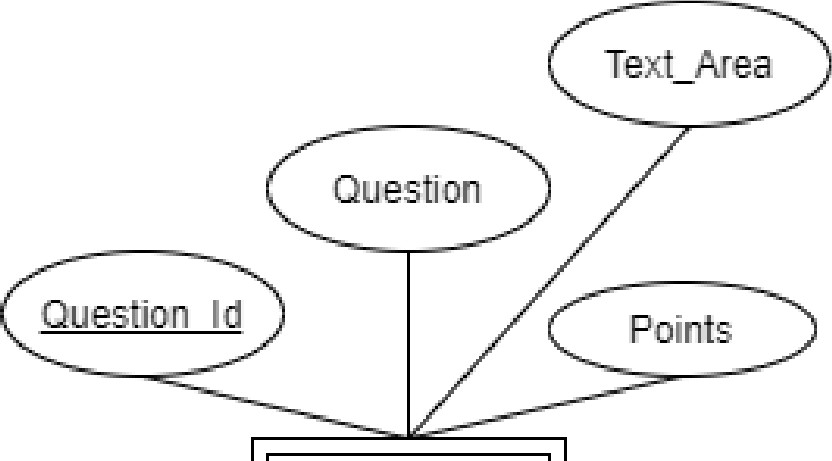 Text_Area
Question
Question_Id
Points